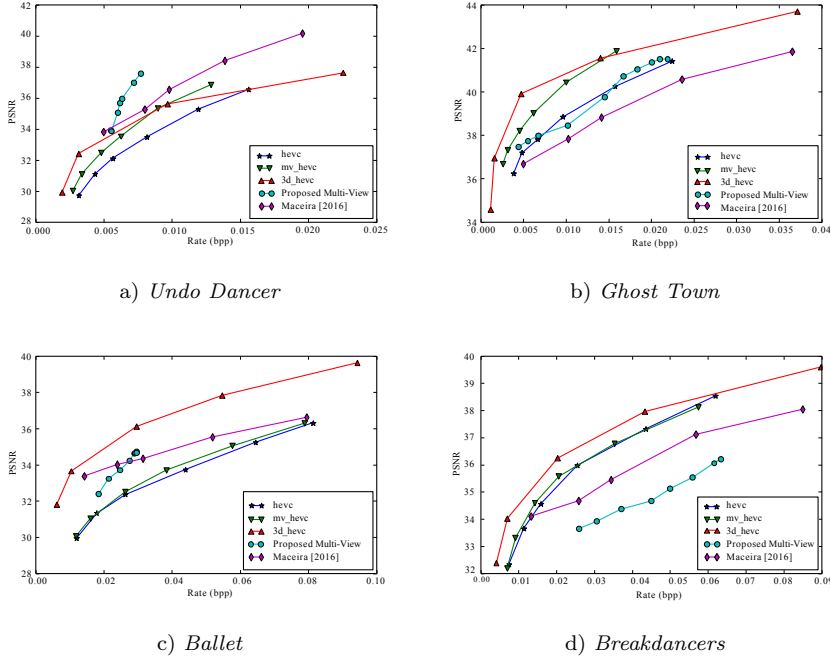 42
40
38
36
34
32
30
28
PSNR
0.000
0.005
0.010
0.015
0.020
0.025
Rate (bpp)
hevc
mv_hevc
3d_hevc
Proposed Multi-View
Maceira [2016]
a) Undo Dancer
44
42
40
38
36
34
PSNR
0.000
0.005
0.010
0.015
0.020
0.025
0.030
0.035
0.04
Rate (bpp)
hevc
mv_hevc
3d_hevc
Proposed Multi-View
Maceira [2016]
b) Ghost Town
40
38
36
34
32
30
28
PSNR
0.00
0.02
0.04
0.06
0.08
0.10
Rate (bpp)
hevc
mv_hevc
3d_hevc
Proposed Multi-View
Maceira [2016]
c) Ballet
40
39
38
37
36
35
34
33
32
PSNR
0.00
0.01
0.02
0.03
0.04
0.05
0.06
0.07
0.08
0.09
Rate (bpp)
hevc
mv_hevc
3d_hevc
Proposed Multi-View
Maceira [2016]
d) Breakdancers